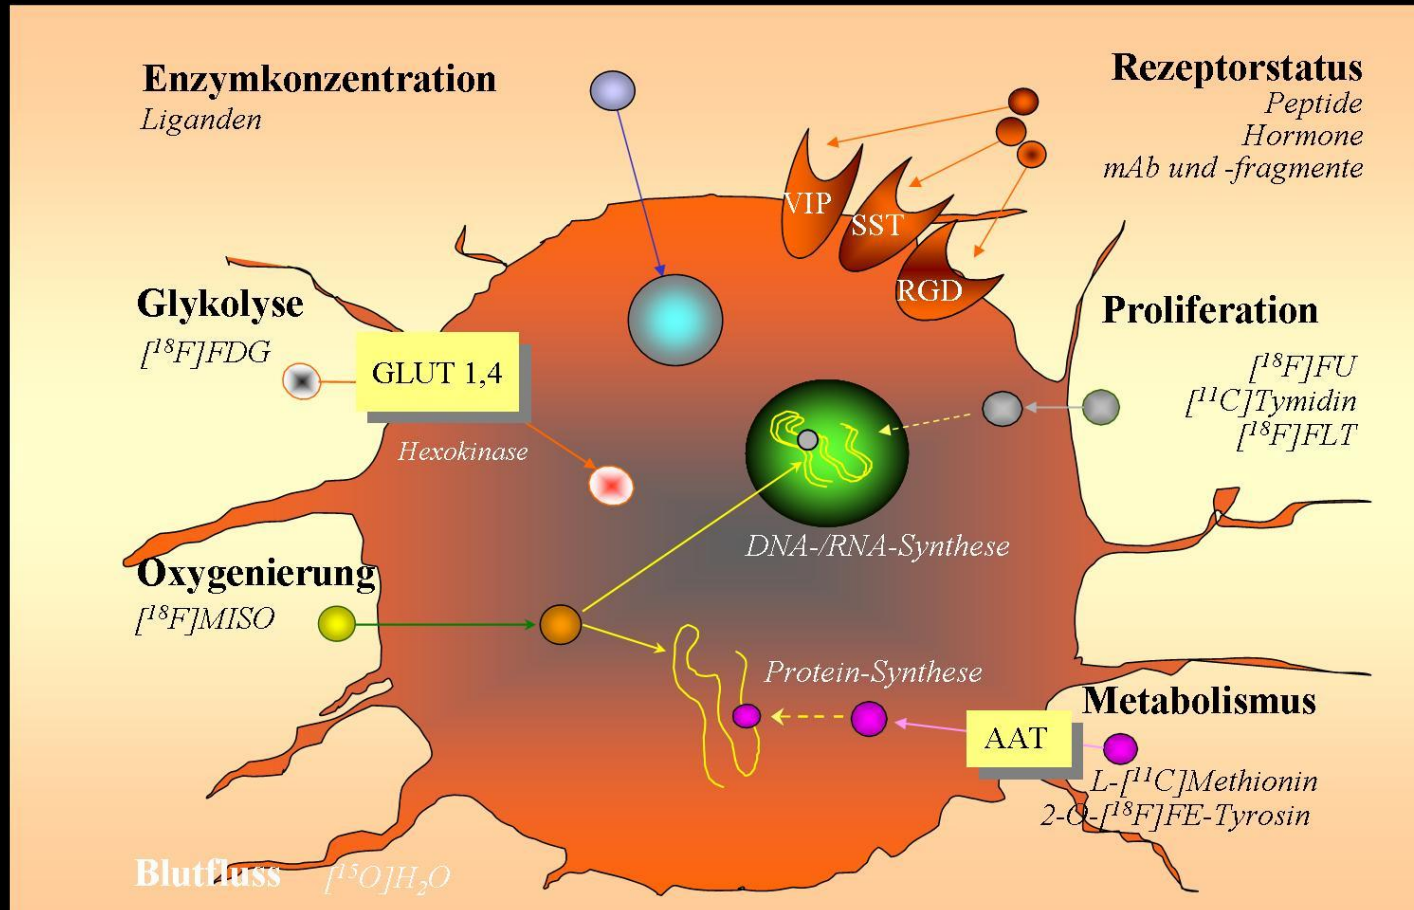 Enzymkonzentration
Liganden
Rezeptorstatus
Peptide
Hormone
mAb und -fragmente
VIP
SST
RGD
Glykolyse
[¹⁸F]FDG
GLUT 1,4
Hexokinase
Proliferation
[¹⁸F]FU
[¹¹C]Tymidin
[¹⁸F]FLT
DNA-/RNA-Synthese
Oxygenierung
[¹⁸F]MISO
Protein-Synthese
Metabolismus
AAT
L-[¹¹C]Methionin
2-O-[¹⁸F]FE-Tyrosin
Blutfluss [¹⁵O]H₂O